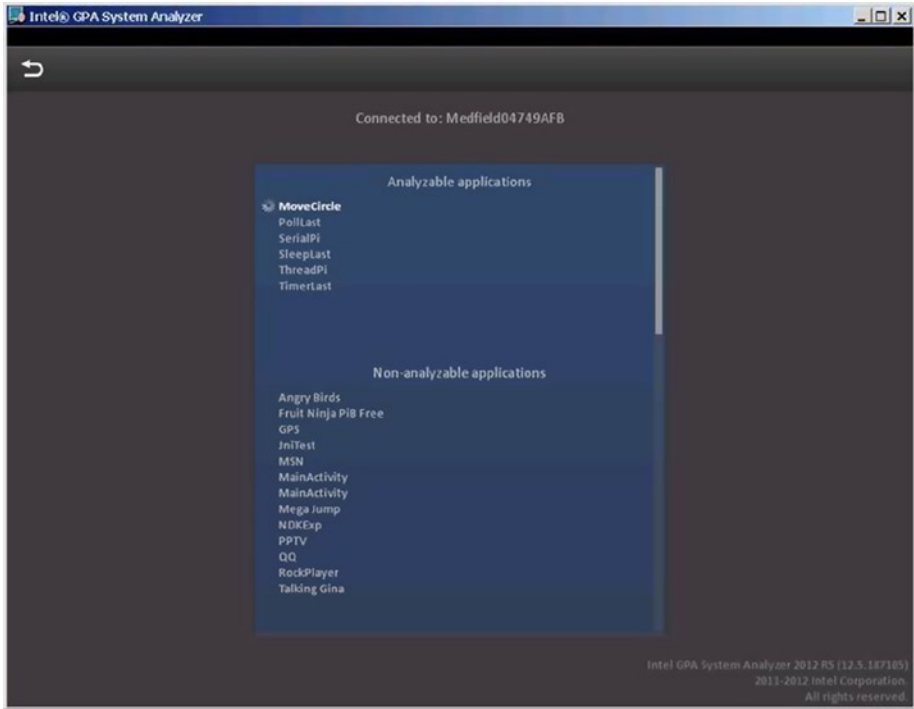 Intel® GPA System Analyzer
Connected to: Medfield04749AFB
Analyzable applications
MoveCircle
PollLast
SerialPi
SleepLast
ThreadPi
TimerLast
Non-analyzable applications
Angry Birds
Fruit Ninja PiB Free
GPS
JniTest
MSN
MainActivity
MainActivity
Mega Jump
NDKExp
PPTV
QQ
RockPlayer
Talking Gina
Intel GPA System Analyzer 2012 R5 (12.5.187105)
2011-2012 Intel Corporation.
All rights reserved.